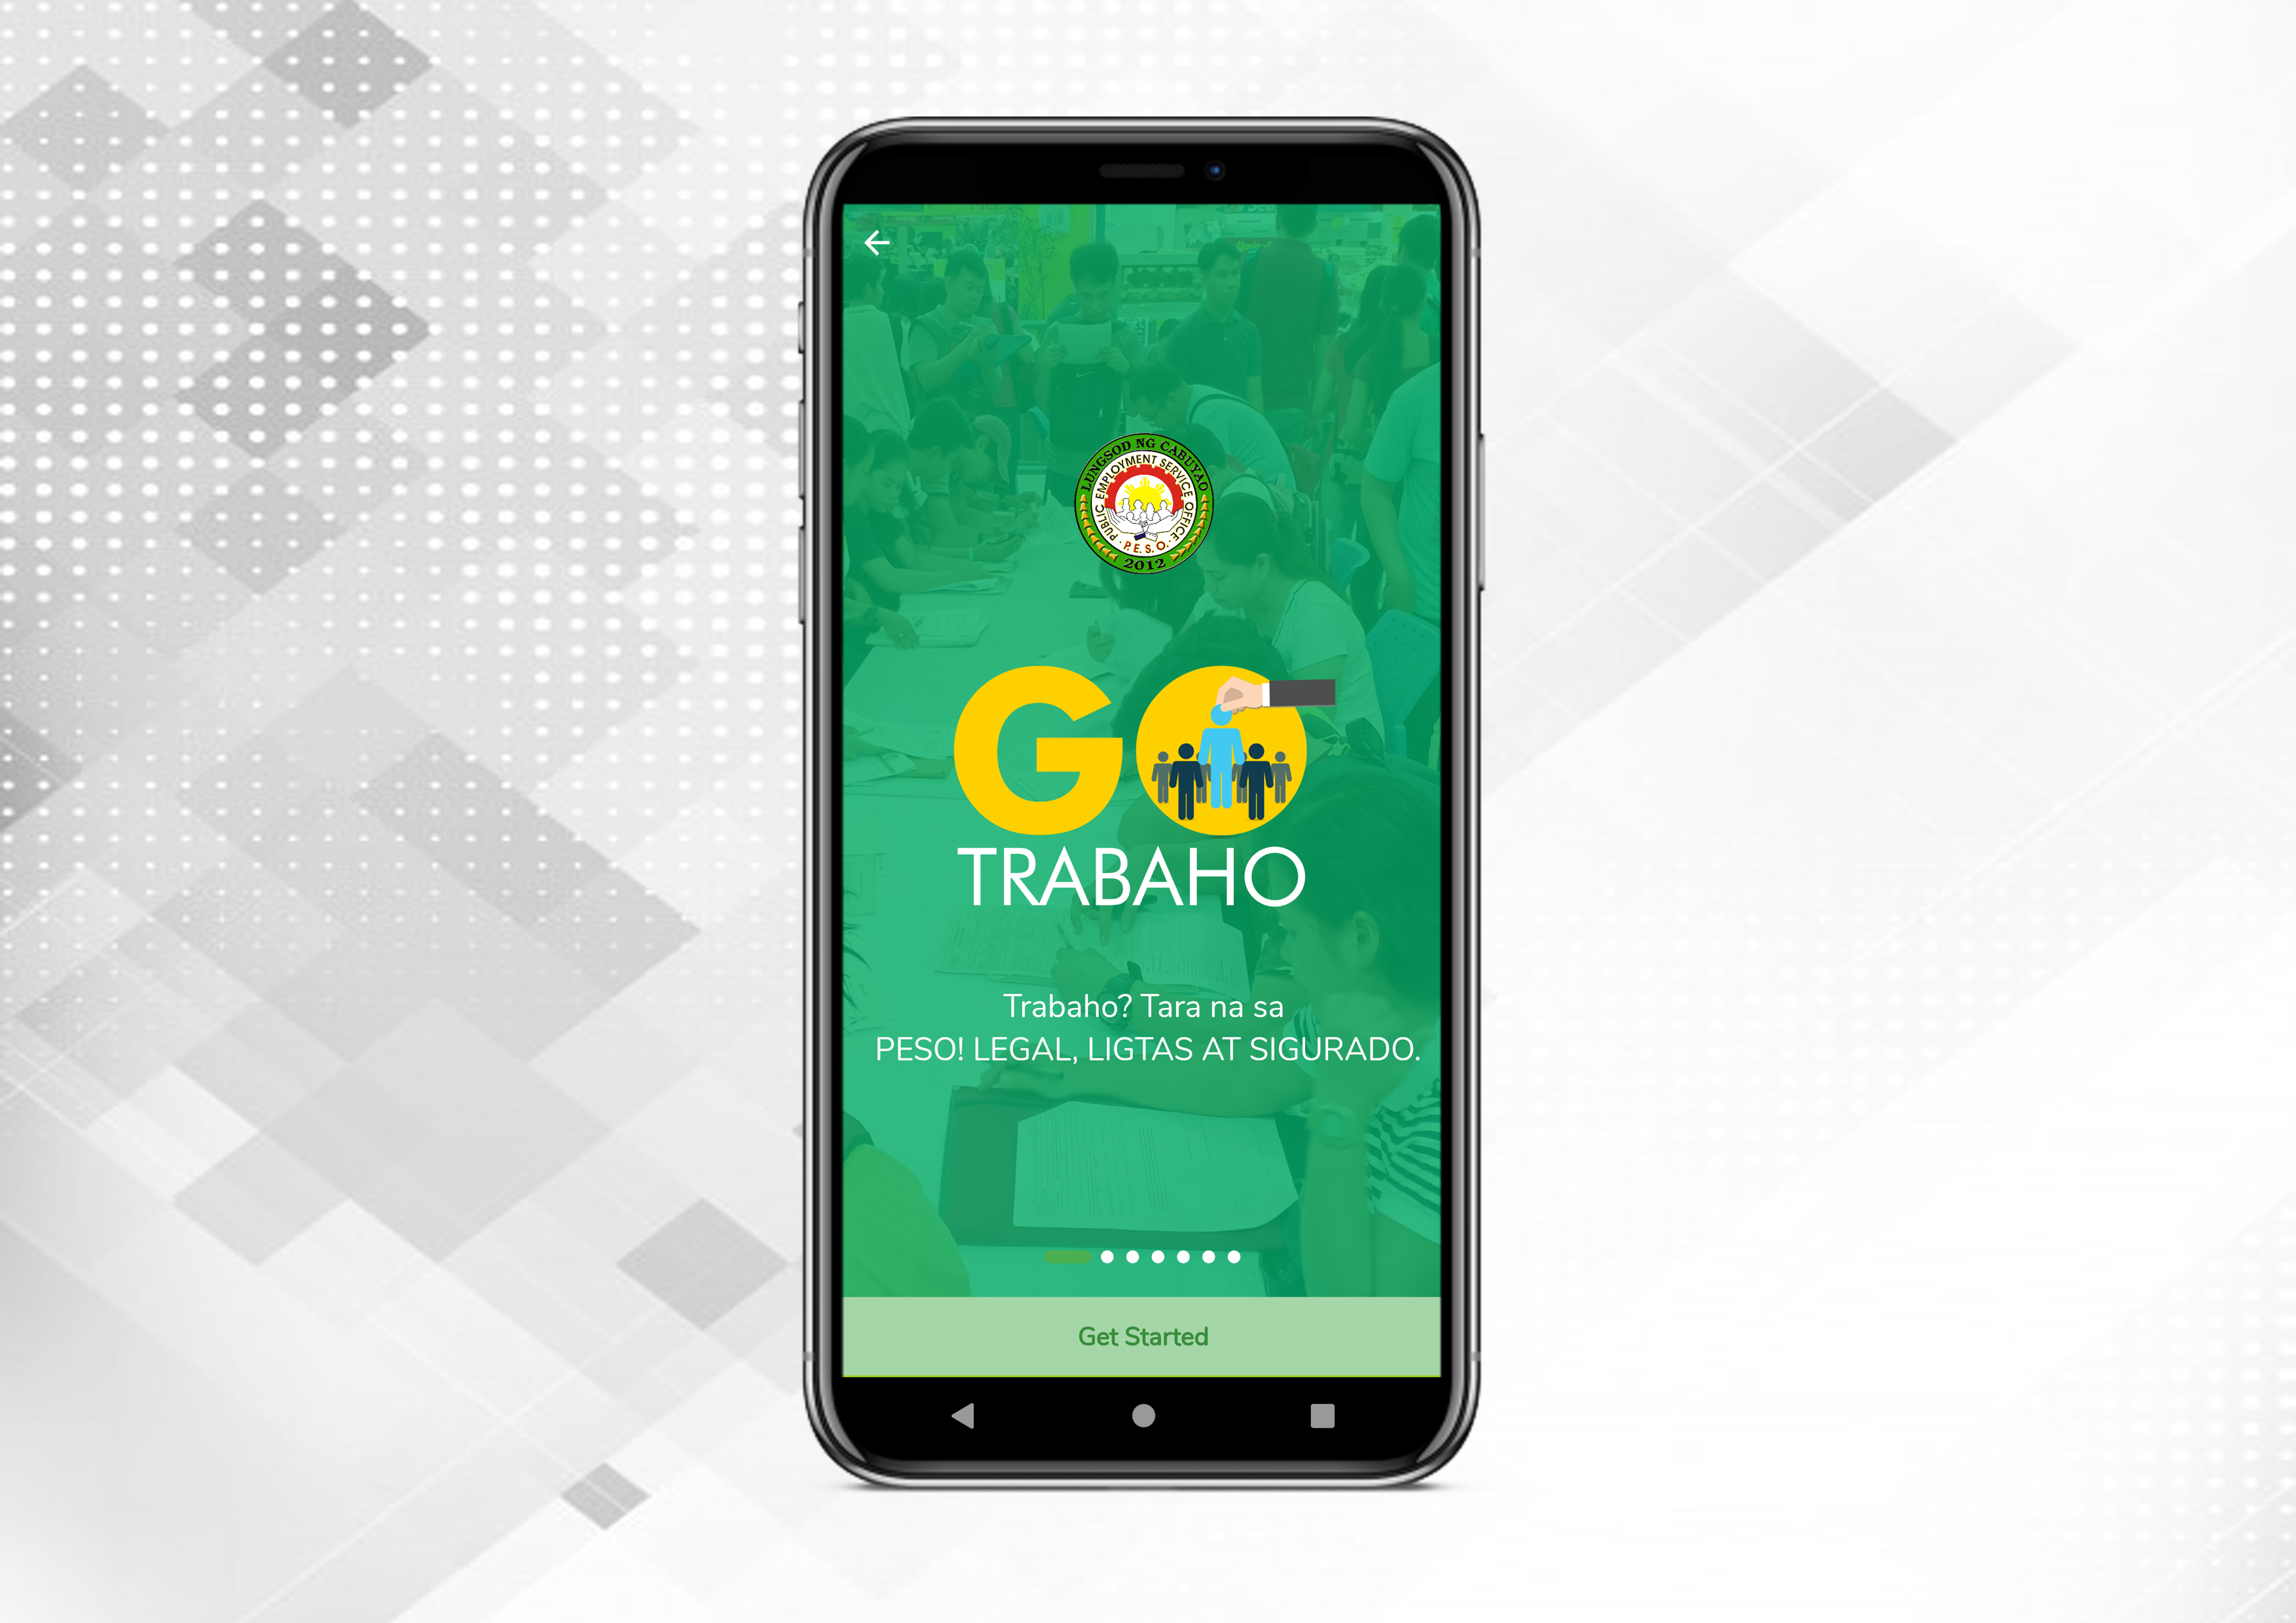 LUNGSOD NG CABUYAO
PUBLIC EMPLOYMENT SERVICE OFFICE
P.E.S.O.
2012
GO
TRABAHO
Trabaho? Tara na sa
PESO! LEGAL, LIGTAS AT SIGURADO.
Get Started